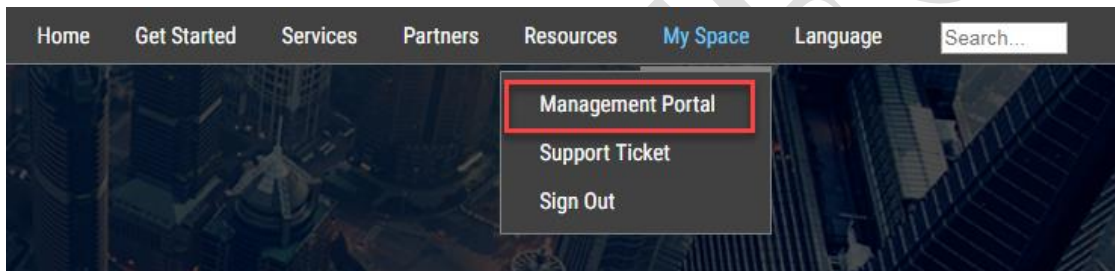 Home Get Started Services Partners Resources My Space Language Search...
Management Portal
Support Ticket
Sign Out